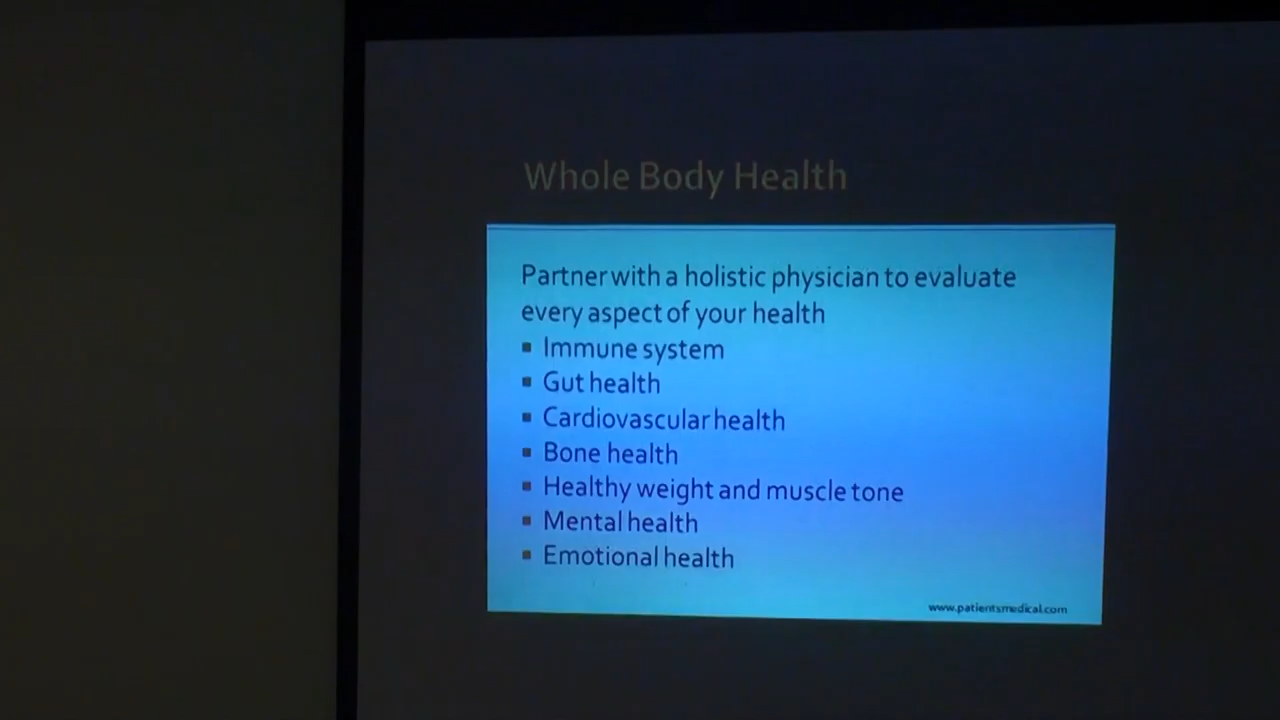 Whole Body Health
Partner with a holistic physician to evaluate
every aspect of your health
▪ Immune system
▪ Gut health
▪ Cardiovascular health
▪ Bone health
▪ Healthy weight and muscle tone
▪ Mental health
▪ Emotional health
www.patientsmedical.com